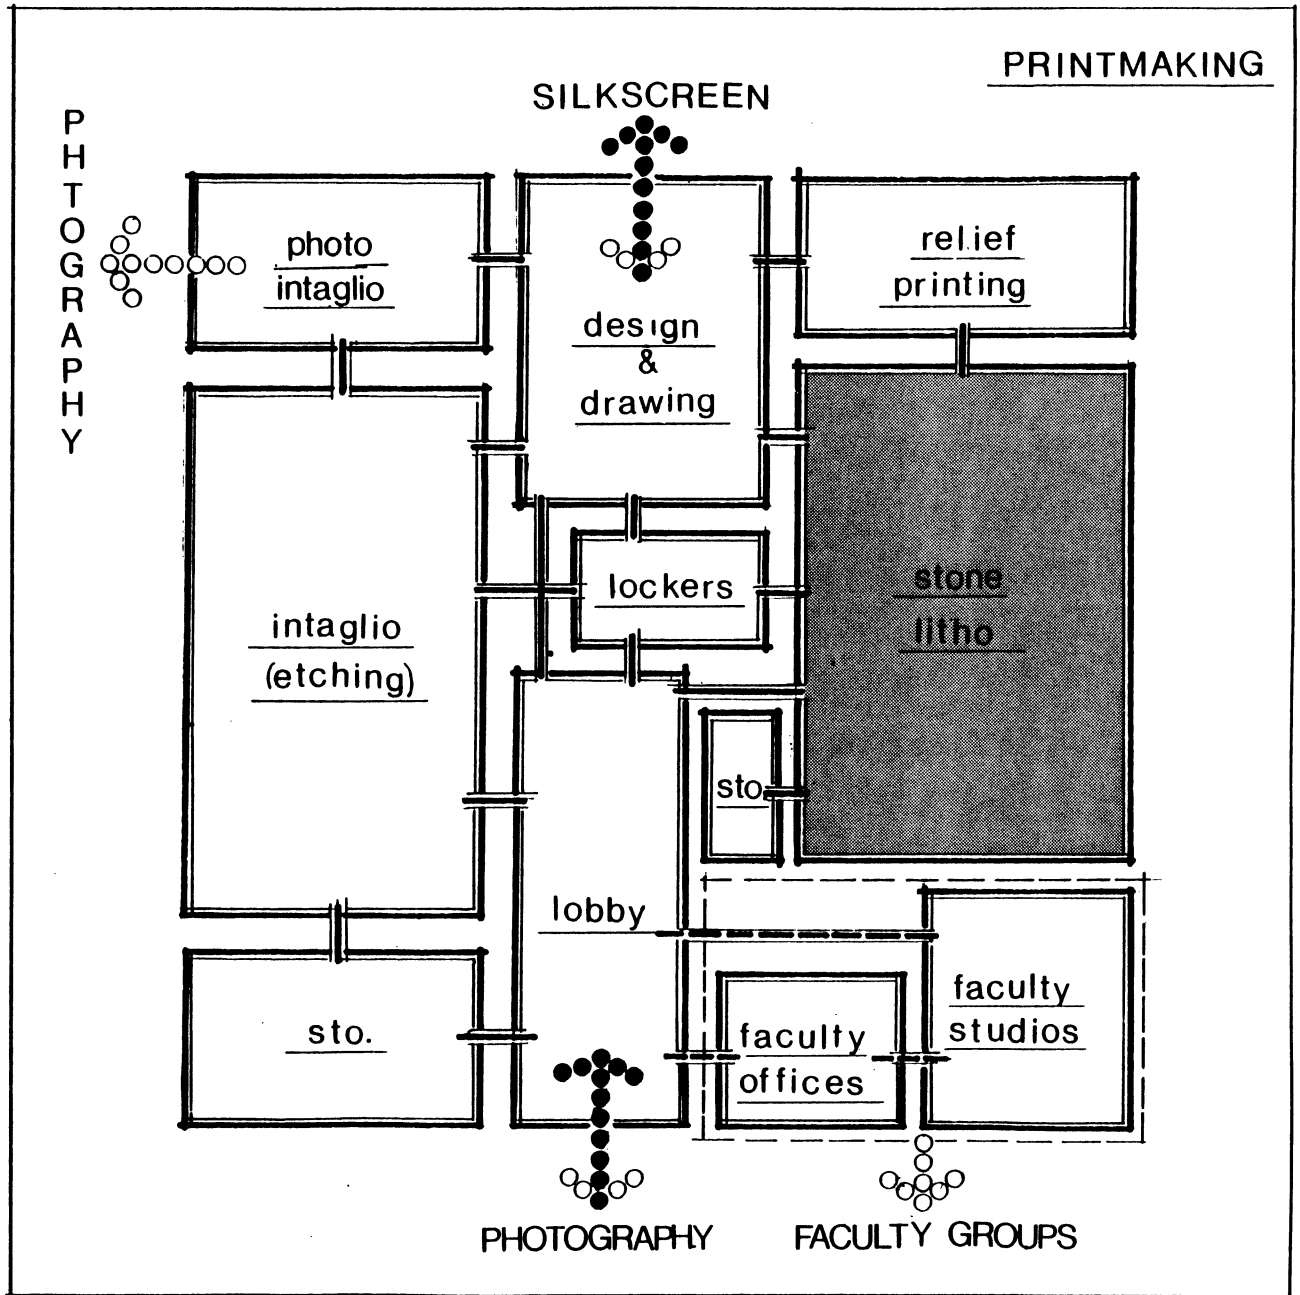 PRINTMAKING
SILKSCREEN
PHTOGRAPHY
photo
intaglio
relief
printing
design
&
drawing
stone
litho
lockers
intaglio
(etching)
sto.
lobby
faculty
studios
sto.
faculty
offices
PHOTOGRAPHY
FACULTY GROUPS